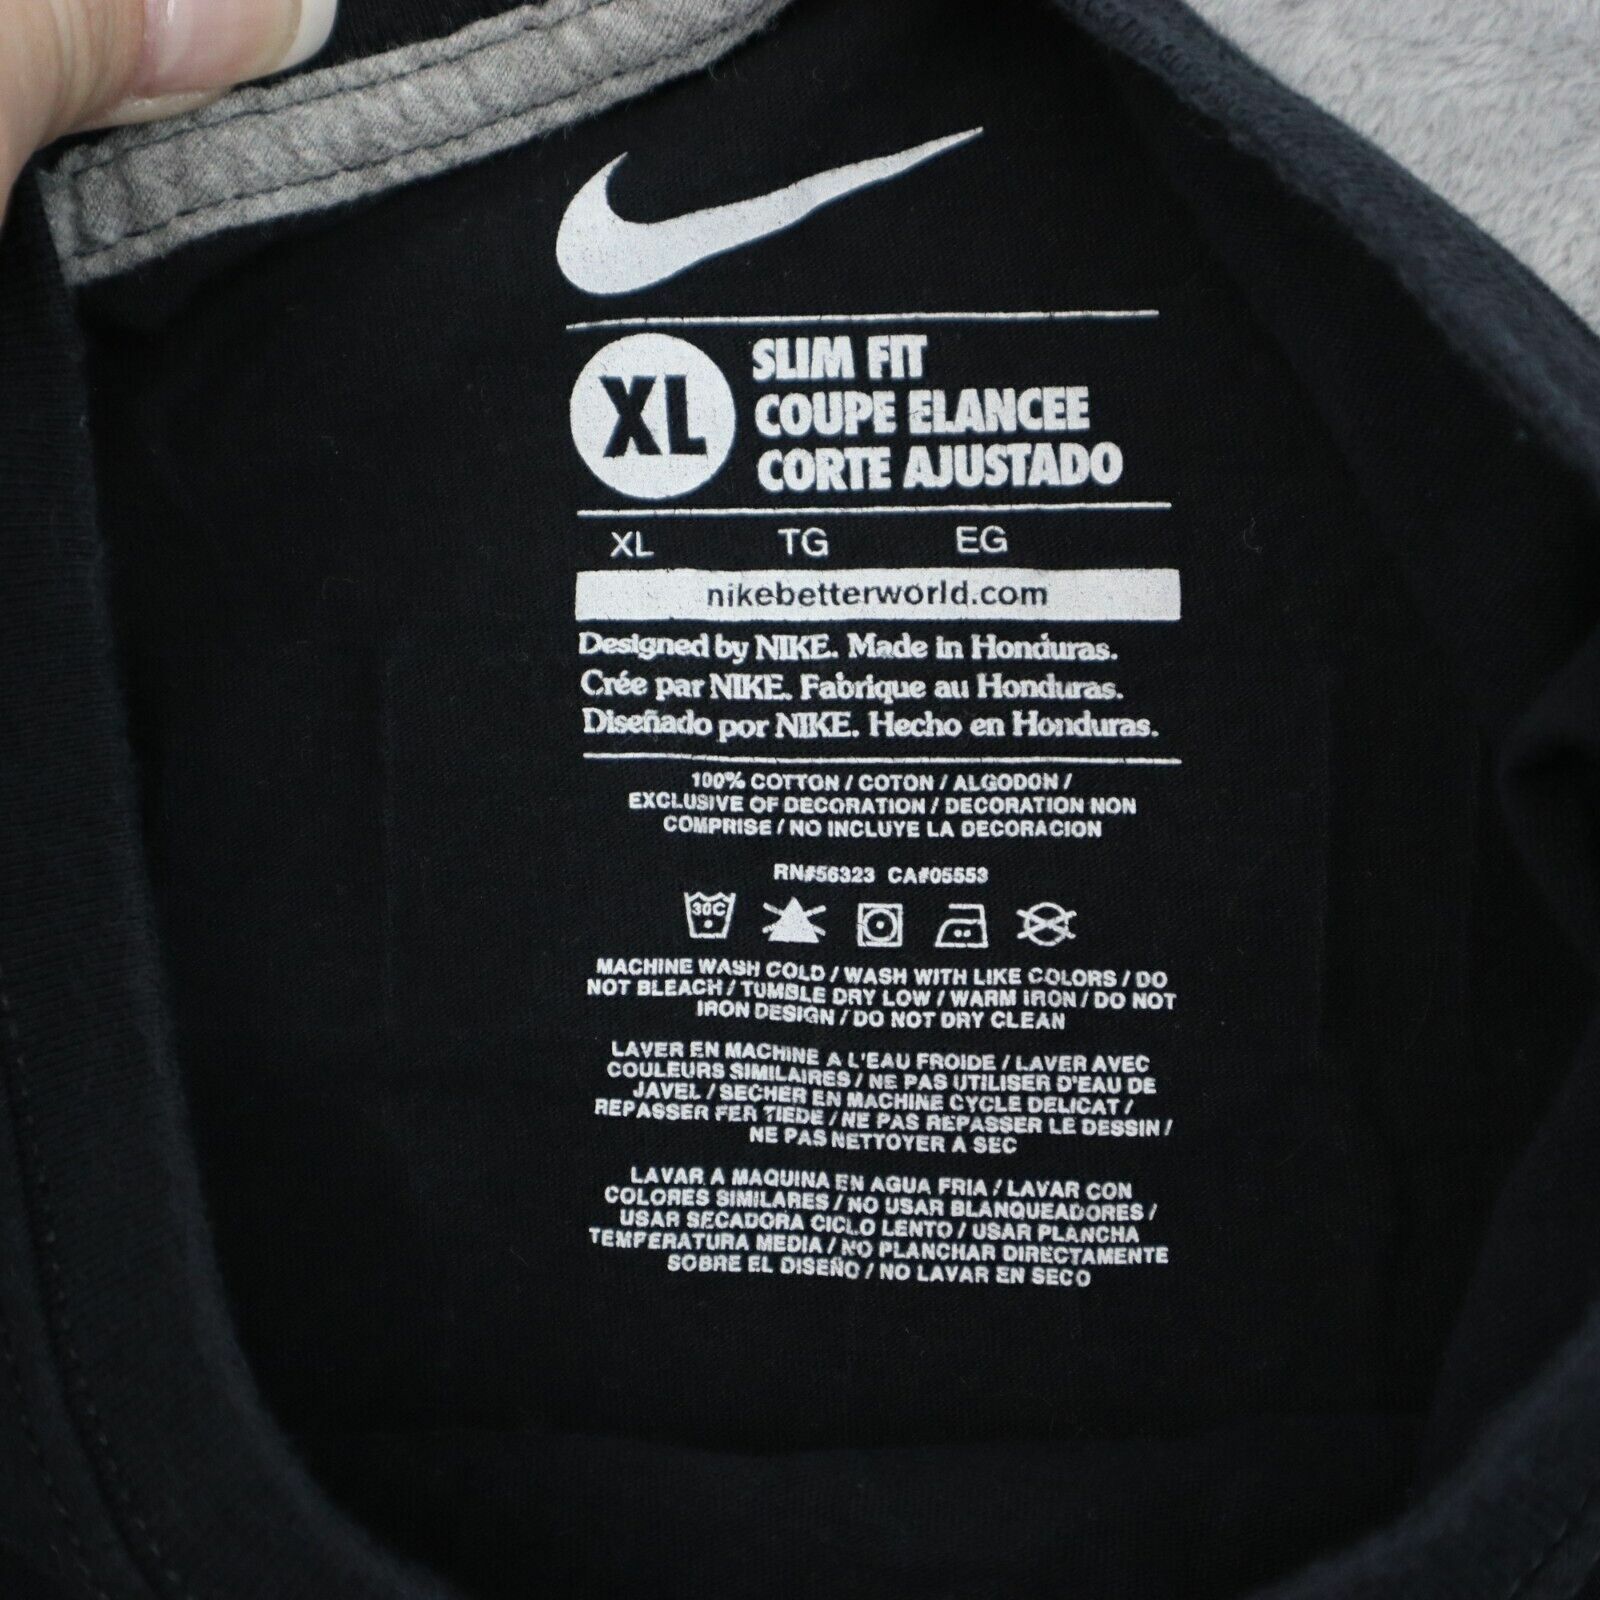 XL
SLIM FIT
COUPE ELANCEE
CORTE AJUSTADO
XL TG EG
nikebetterworld.com
Designed by NIKE. Made in Honduras.
Crée par NIKE. Fabrique au Honduras.
Diseñado por NIKE. Hecho en Honduras.
100% COTTON / COTON / ALGODON /
EXCLUSIVE OF DECORATION / DECORATION NON
COMPRISE / NO INCLUYE LA DECORACION
RN#56323 CA#05553
30C
MACHINE WASH COLD / WASH WITH LIKE COLORS / DO
NOT BLEACH / TUMBLE DRY LOW / WARM IRON / DO NOT
IRON DESIGN / DO NOT DRY CLEAN
LAVER EN MACHINE A L'EAU FROIDE / LAVER AVEC
COULEURS SIMILAIRES / NE PAS UTILISER D'EAU DE
JAVEL / SECHER EN MACHINE CYCLE DELICAT /
REPASSER FER TIEDE / NE PAS REPASSER LE DESSIN /
NE PAS NETTOYER A SEC
LAVAR A MAQUINA EN AGUA FRIA / LAVAR CON
COLORES SIMILARES / NO USAR BLANQUEADORES /
USAR SECADORA CICLO LENTO / USAR PLANCHA
TEMPERATURA MEDIA / NO PLANCHAR DIRECTAMENTE
SOBRE EL DISEÑO / NO LAVAR EN SECO